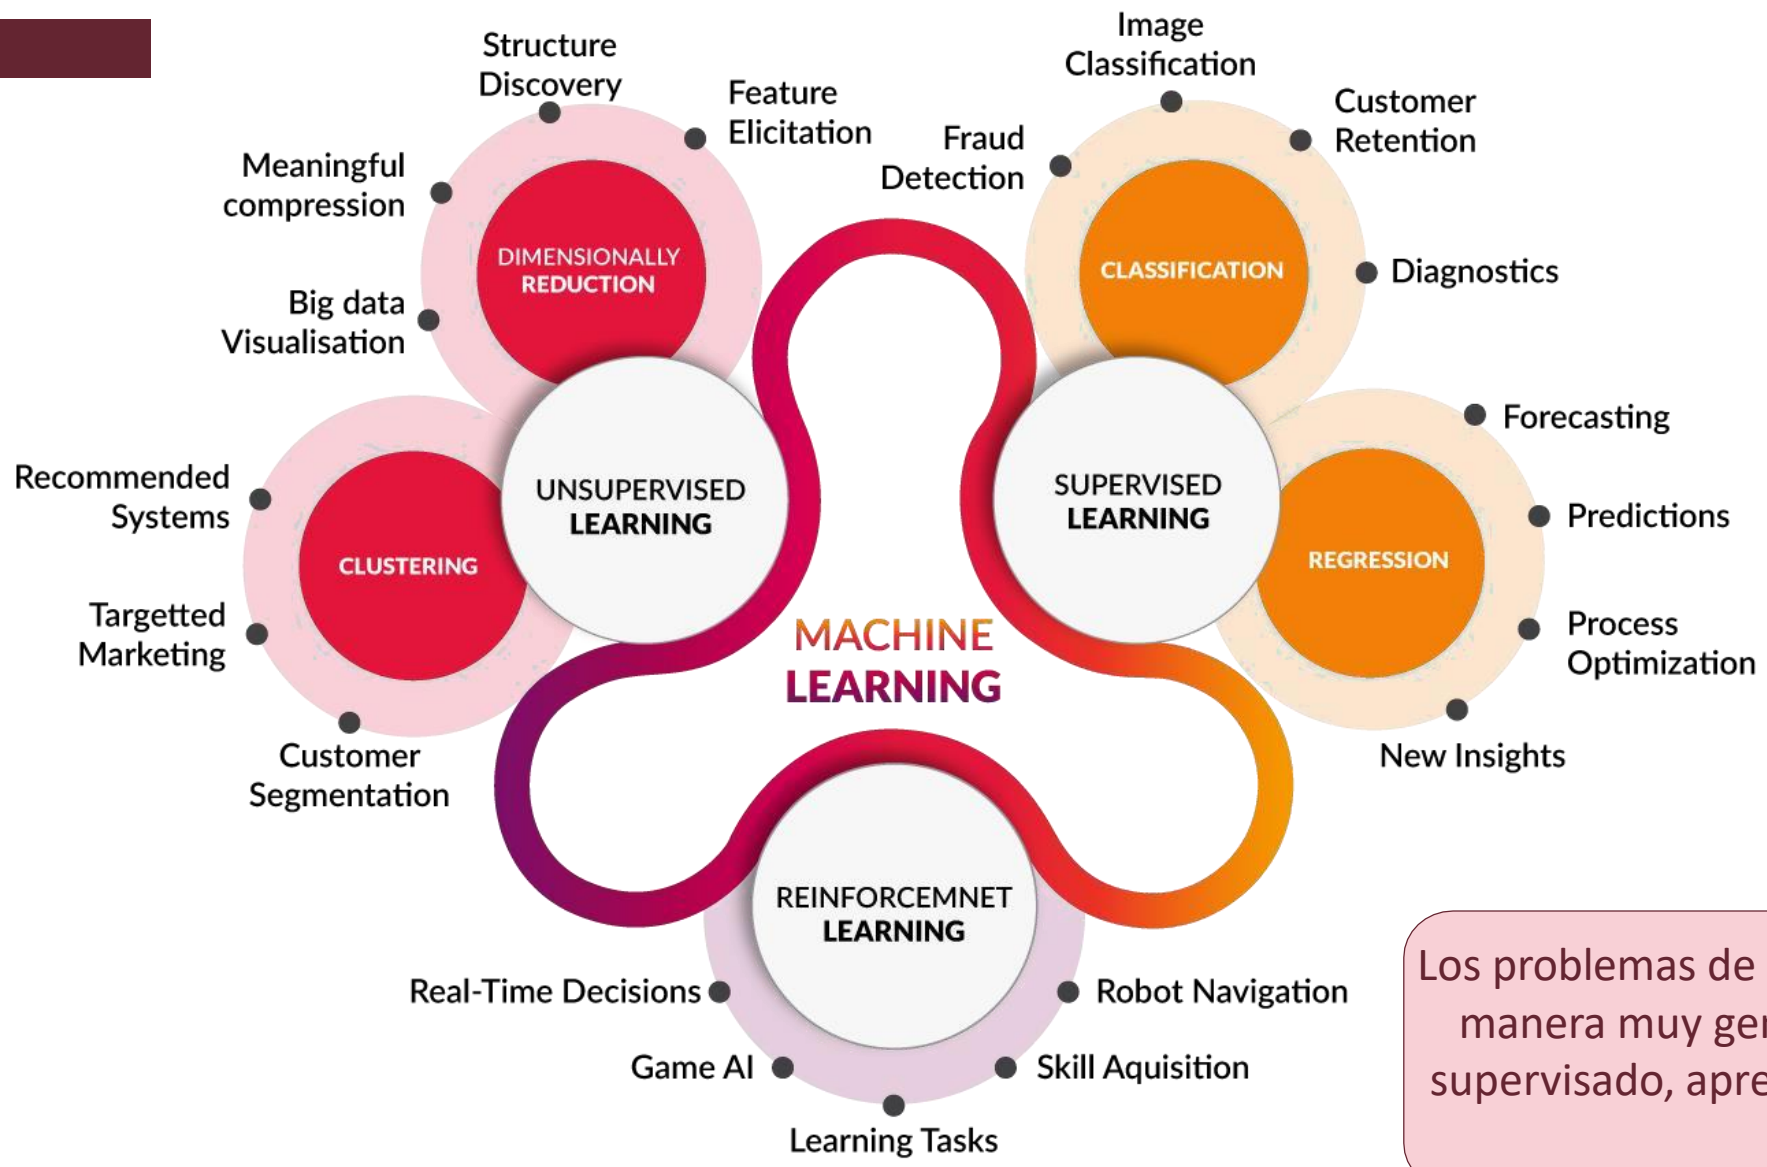 Structure
Discovery
Feature
Elicitation
Meaningful
compression
Big data
Visualisation
DIMENSIONALLY
REDUCTION
Recommended
Systems
Targetted
Marketing
Customer
Segmentation
CLUSTERING
UNSUPERVISED
LEARNING
Image
Classification
Customer
Retention
Fraud
Detection
Diagnostics
CLASSIFICATION
SUPERVISED
LEARNING
Forecasting
Predictions
Process
Optimization
New Insights
REGRESSION
MACHINE
LEARNING
REINFORCEMNET
LEARNING
Real-Time Decisions
Game AI
Learning Tasks
Skill Aquisition
Robot Navigation
Los problemas de
manera muy ger
supervisado, apre